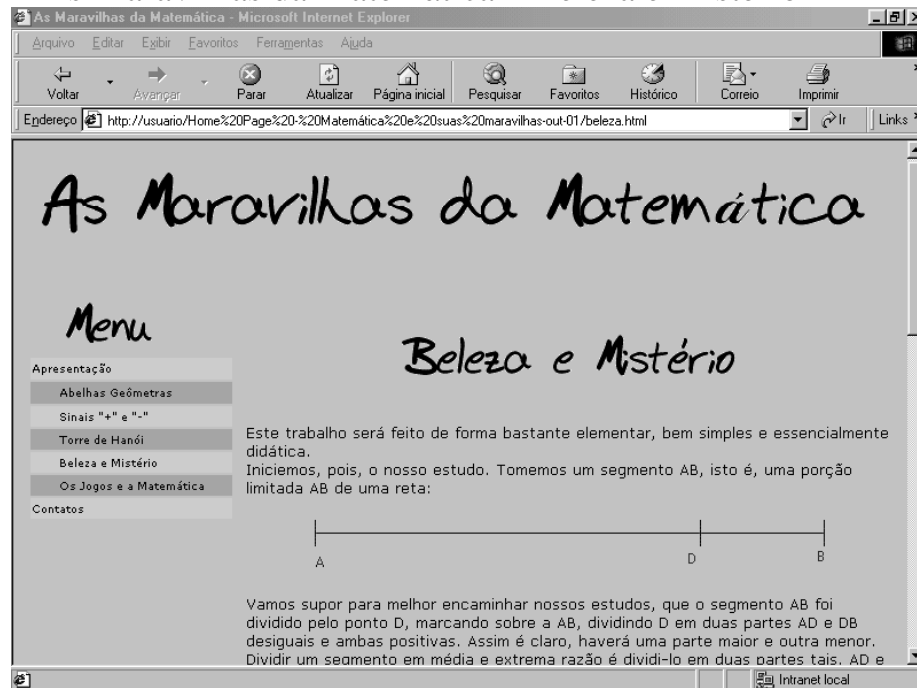 As Maravilhas da Matemática - Microsoft Internet Explorer
Arquivo Editar Exibir Favoritos Ferramentas Ajuda
Voltar Avançar Parar Atualizar Página inicial Pesquisar Favoritos Histórico Correio Imprimir
Endereço http://usuario/Home%20Page%20-%20Matemática%20e%20suas%20maravilhas-out-01/beleza.html Ir Links
As Maravilhas da Matemática
Menu
Beleza e Mistério
Apresentação
Abelhas Geômetras
Sinais "+" e "-"
Torre de Hanói
Beleza e Mistério
Os Jogos e a Matemática
Contatos
Este trabalho será feito de forma bastante elementar, bem simples e essencialmente
didática.
Iniciemos, pois, o nosso estudo. Tomemos um segmento AB, isto é, uma porção
limitada AB de uma reta:
A D B
Vamos supor para melhor encaminhar nossos estudos, que o segmento AB foi
dividido pelo ponto D, marcando sobre a AB, dividindo D em duas partes AD e DB
desiguais e ambas positivas. Assim é claro, haverá uma parte maior e outra menor.
Dividir um segmento em média e extrema razão é dividi-lo em duas partes tais. AD e
Intranet local